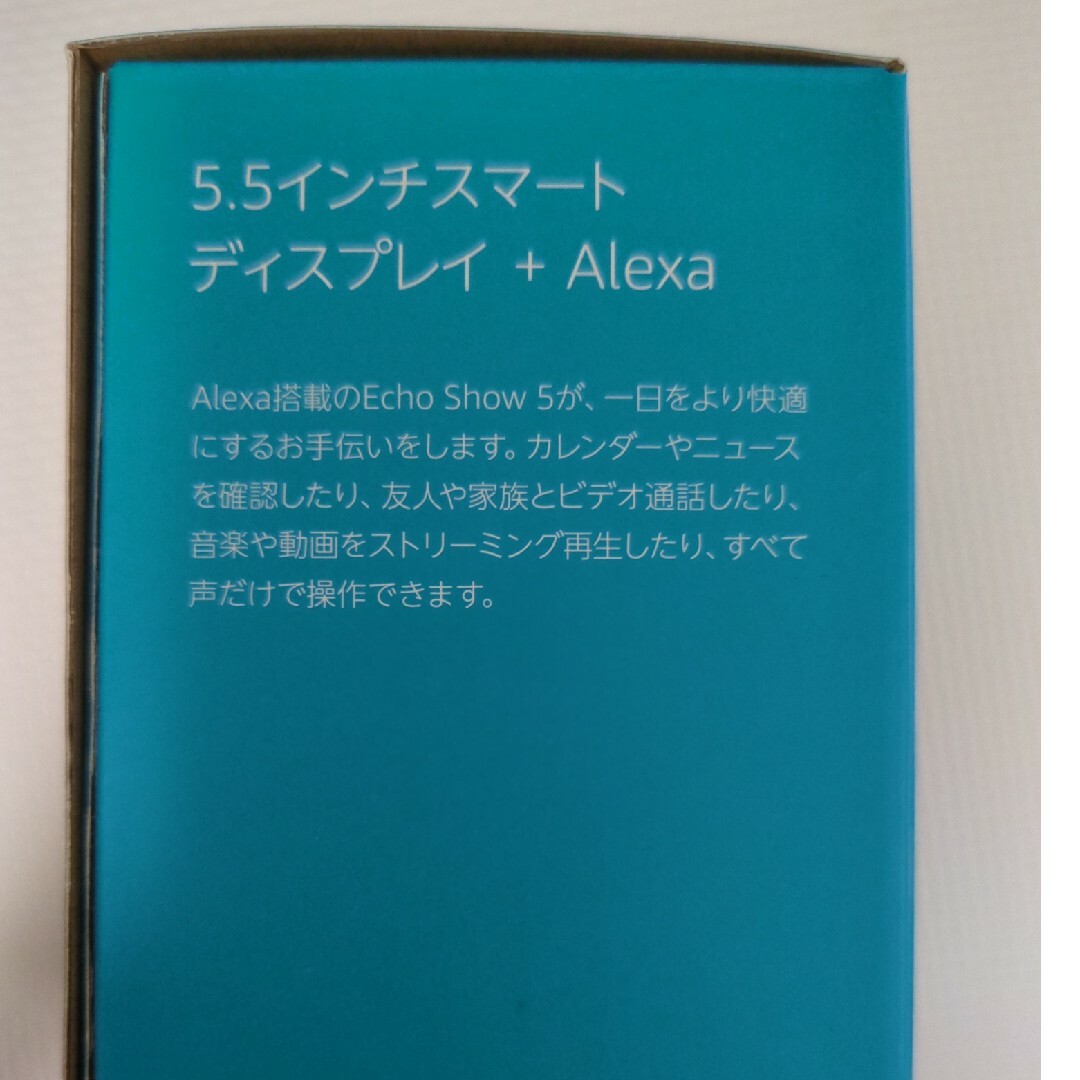 5.5インチスマート
ディスプレイ + Alexa
Alexa搭載のEcho Show 5が、一日をより快適
にするお手伝いをします。カレンダーやニュース
を確認したり、友人や家族とビデオ通話したり、
音楽や動画をストリーミング再生したり、すべて
声だけで操作できます。